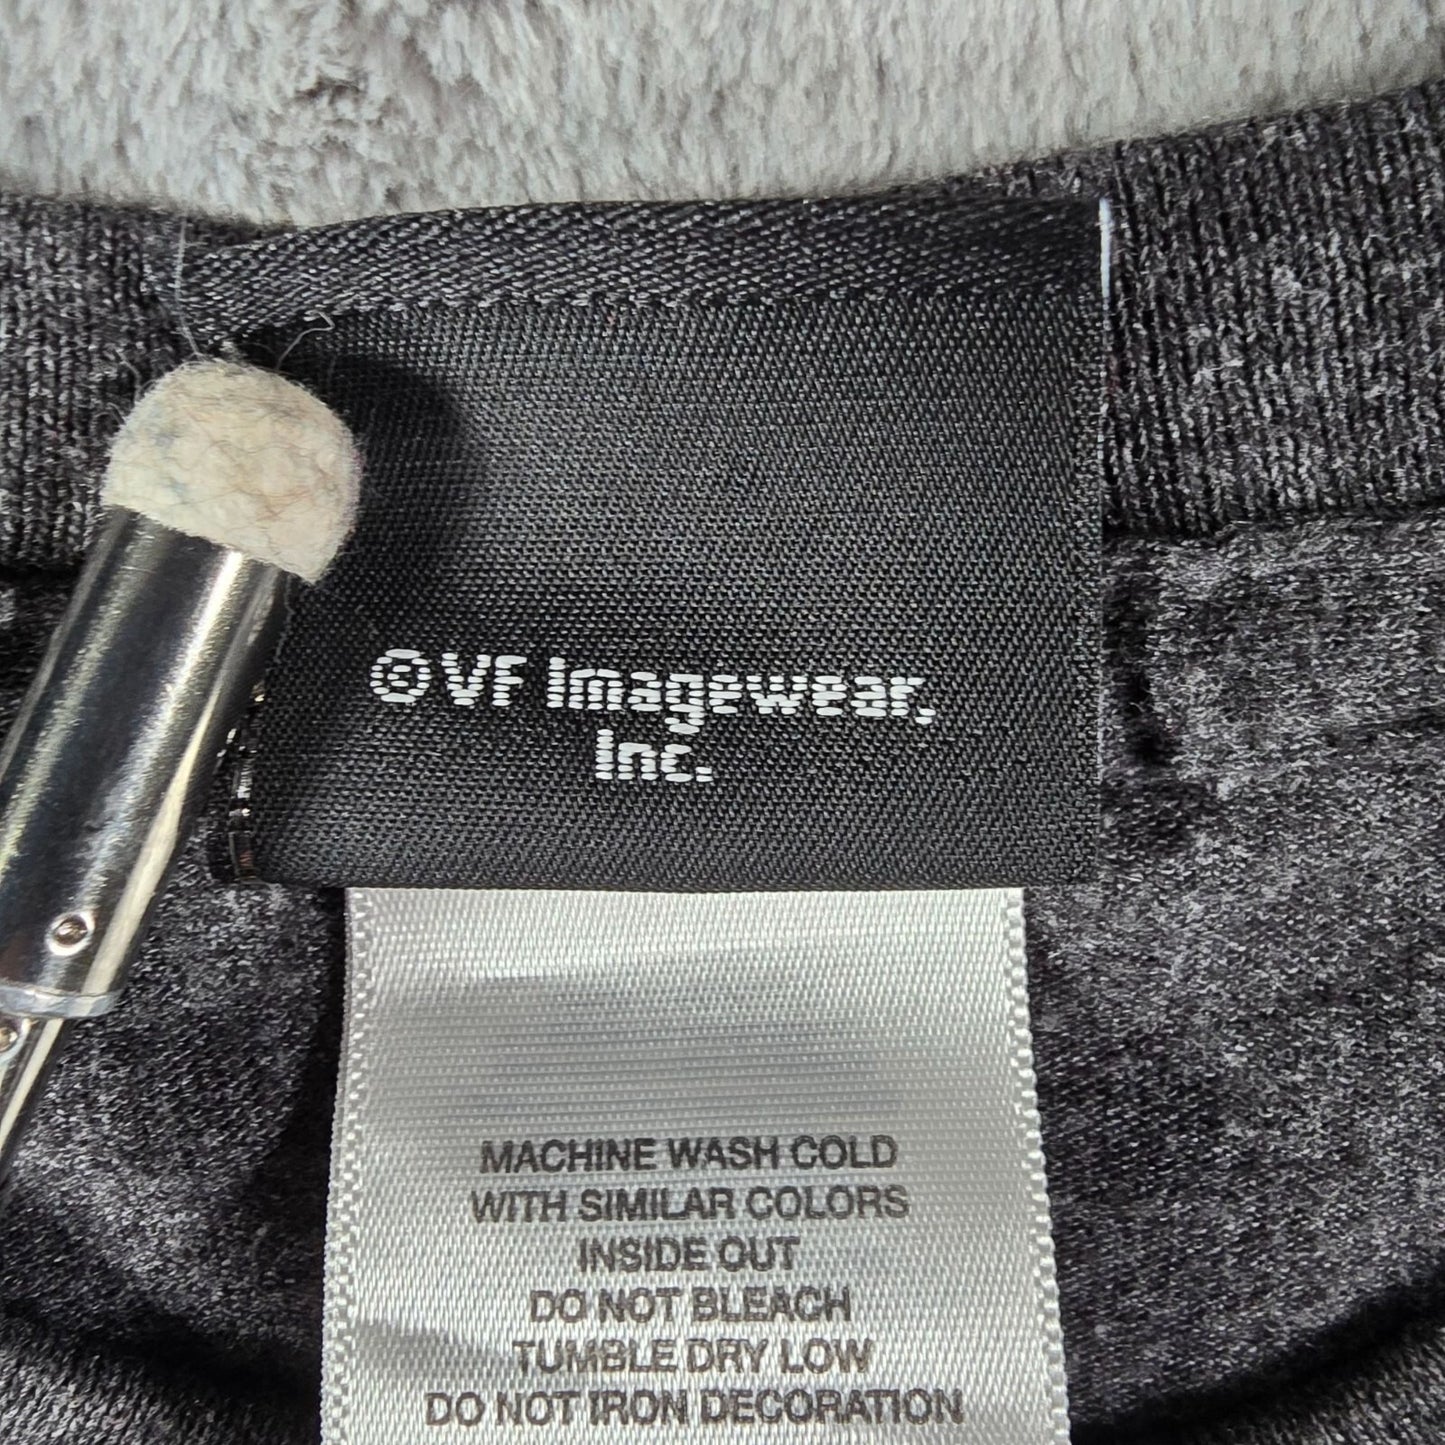 © VF Imagewear,
Inc.
MACHINE WASH COLD
WITH SIMILAR COLORS
INSIDE OUT
DO NOT BLEACH
TUMBLE DRY LOW
DO NOT IRON DECORATION